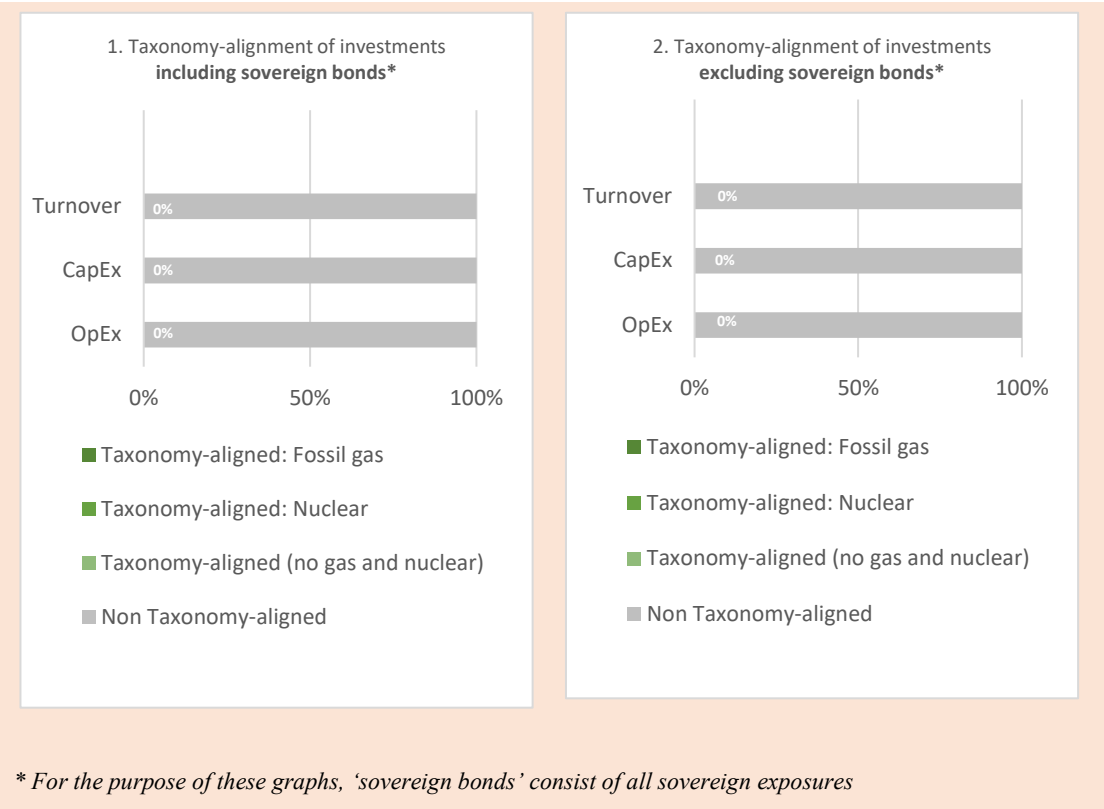 1. Taxonomy-alignment of investments
including sovereign bonds*
Turnover
0%
CapEx
0%
OpEx
0%
0%
50%
100%
Taxonomy-aligned: Fossil gas
Taxonomy-aligned: Nuclear
Taxonomy-aligned (no gas and nuclear)
Non Taxonomy-aligned
2. Taxonomy-alignment of investments
excluding sovereign bonds*
Turnover
0%
CapEx
0%
OpEx
0%
0%
50%
100%
Taxonomy-aligned: Fossil gas
Taxonomy-aligned: Nuclear
Taxonomy-aligned (no gas and nuclear)
Non Taxonomy-aligned
* For the purpose of these graphs, ‘sovereign bonds’ consist of all sovereign exposures